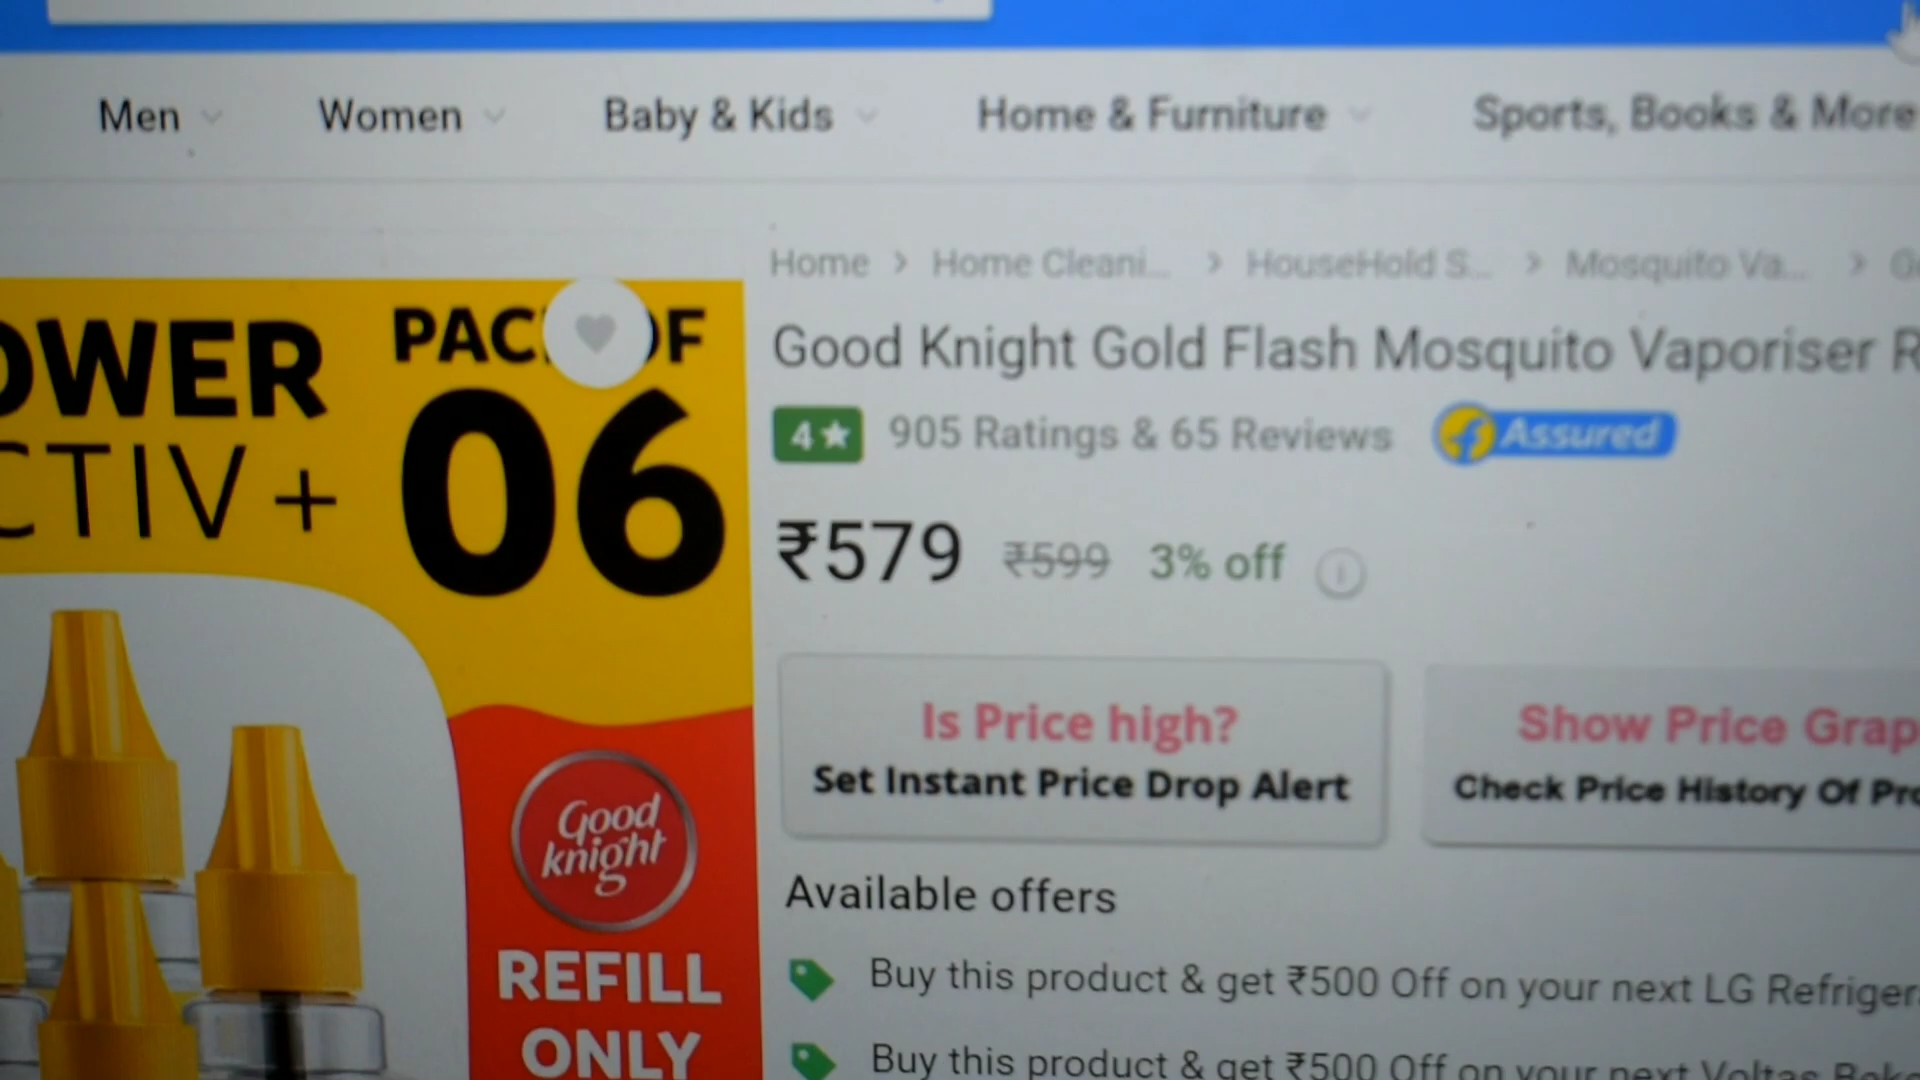 Men Women Baby & Kids Home & Furniture Sports, Books & More
Home > Home Cleani... > HouseHold S... > Mosquito Va... >
OWER
CTIV+
PAC OF
06
Good Knight Gold Flash Mosquito Vaporiser R
4★ 905 Ratings & 65 Reviews Assured
₹579 ₹599 3% off
Is Price high?
Set Instant Price Drop Alert
Show Price Grap
Check Price History Of Pro
Good
knight
REFILL
ONLY
Available offers
Buy this product & get ₹500 Off on your next LG Refriger
Buy this product & get ₹500 Off on your next Voltas Beko